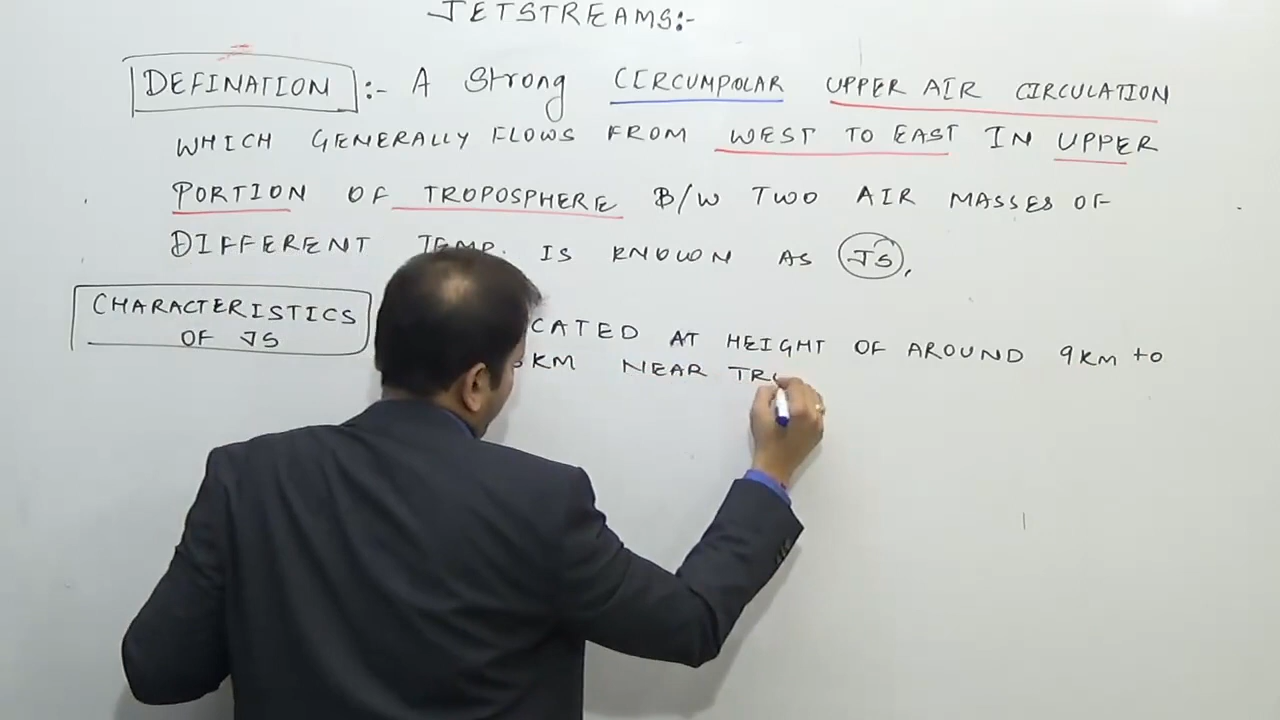 JETSTREAMS:-
DEFINATION :- A Strong CIRCUMPOLAR UPPER AIR CIRCULATION
WHICH GENERALLY FLOWS FROM WEST TO EAST IN UPPER
PORTION OF TROPOSPHERE B/W TWO AIR MASSES OF
DIFFERENT TEMP. IS KNOWN AS JS.
CHARACTERISTICS OF JS
CATED AT HEIGHT OF AROUND 9KM to
KM NEAR TR